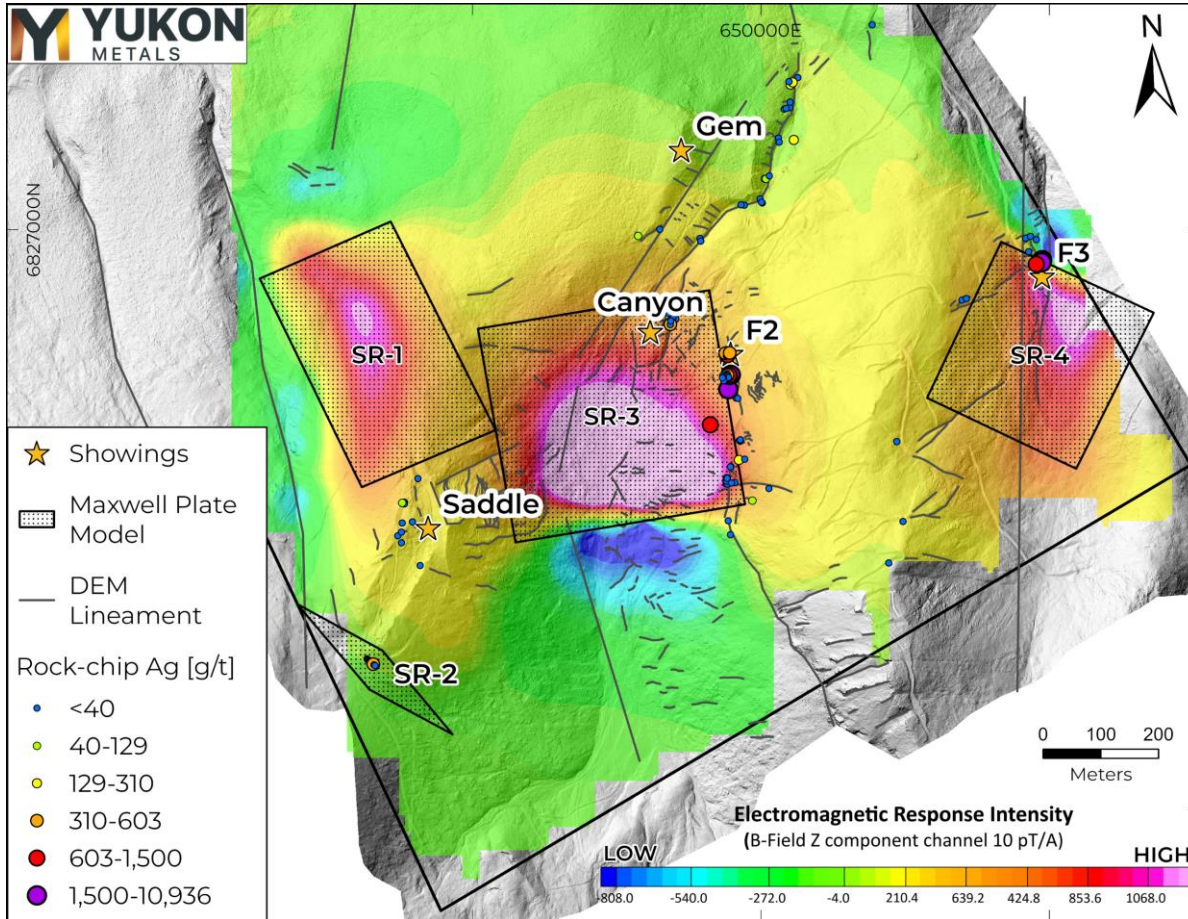 YUKON
METALS
650000E
N
6827000N
Gem
F3
Canyon
F2
SR-1
SR-4
SR-3
Saddle
SR-2
Showings
Maxwell Plate
Model
DEM
Lineament
Rock-chip Ag [g/t]
<40
40-129
129-310
310-603
603-1,500
1,500-10,936
0 100 200
Meters
Electromagnetic Response Intensity
(B-Field Z component channel 10 pT/A)
LOW HIGH
-808.0 -540.0 -272.0 -4.0 210.4 639.2 424.8 853.6 1068.0